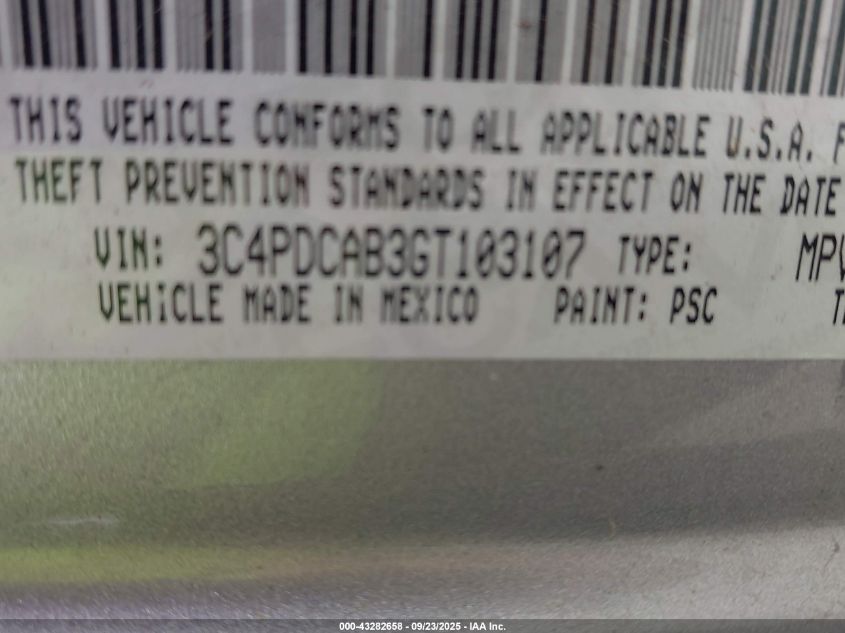 THIS VEHICLE CONFORMS TO ALL APPLICABLE U.S.A. F
THEFT PREVENTION STANDARDS IN EFFECT ON THE DATE
VIN: 3C4PDCAB3GT103107 TYPE: MPV
VEHICLE MADE IN MEXICO PAINT: PSC
000-43282658 - 09/23/2025 - IAA Inc.